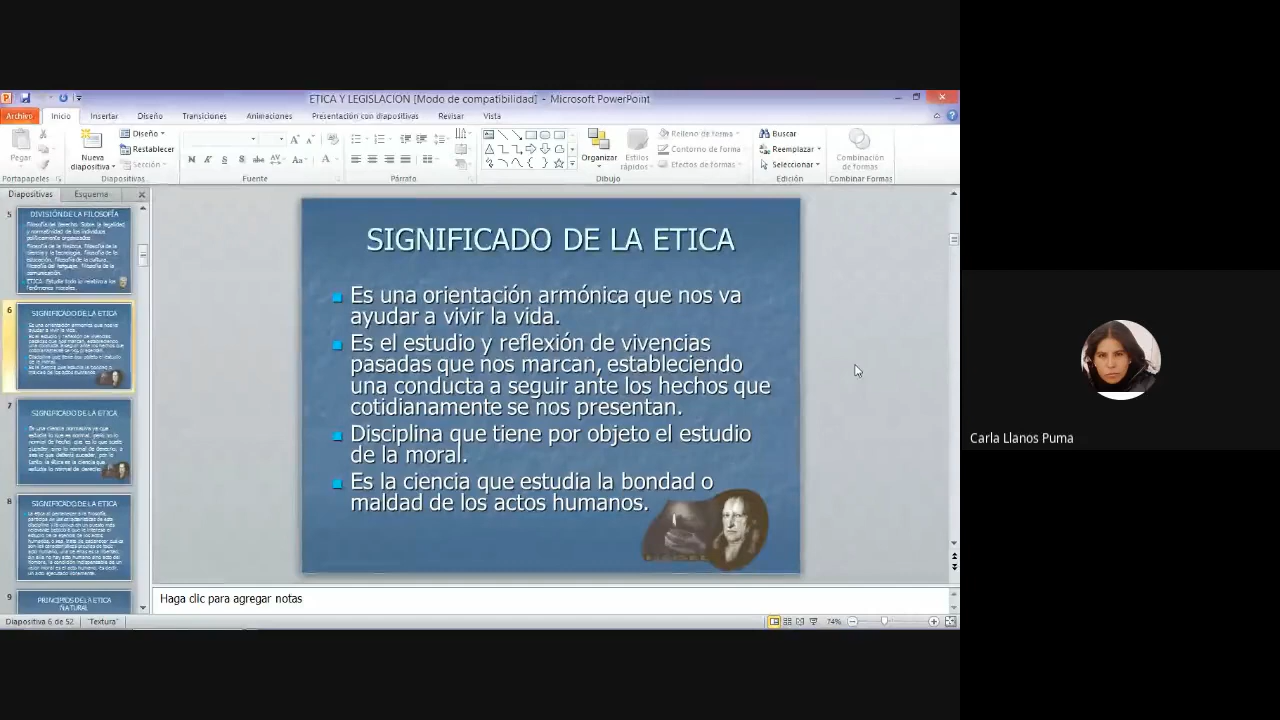 ETICA Y LEGISLACION [Modo de compatibilidad] - Microsoft PowerPoint
Archivo Inicio Insertar Diseño Transiciones Animaciones Presentación con diapositivas Revisar Vista
Pegar
Nueva diapositiva
Diseño
Restablecer
Sección
Organizar
Estilos rápidos
Relleno de forma
Contorno de forma
Efectos de forma
Buscar
Reemplazar
Seleccionar
Combinación de formas
Portapapeles Diapositivas Fuente Párrafo Dibujo Edición Combinar Formas
Diapositivas Esquema
5
DIVISIÓN DE LA FILOSOFÍA
6
SIGNIFICADO DE LA ETICA
7
SIGNIFICADO DE LA ETICA
8
SIGNIFICADO DE LA ETICA
9
PRINCIPIOS DE LA ETICA
NATURAL
SIGNIFICADO DE LA ETICA
Es una orientación armónica que nos va
ayudar a vivir la vida.
Es el estudio y reflexión de vivencias
pasadas que nos marcan, estableciendo
una conducta a seguir ante los hechos que
cotidianamente se nos presentan.
Disciplina que tiene por objeto el estudio
de la moral.
Es la ciencia que estudia la bondad o
maldad de los actos humanos.
Haga clic para agregar notas
Diapositiva 6 de 52 "Textura" 74%
Carla Llanos Puma